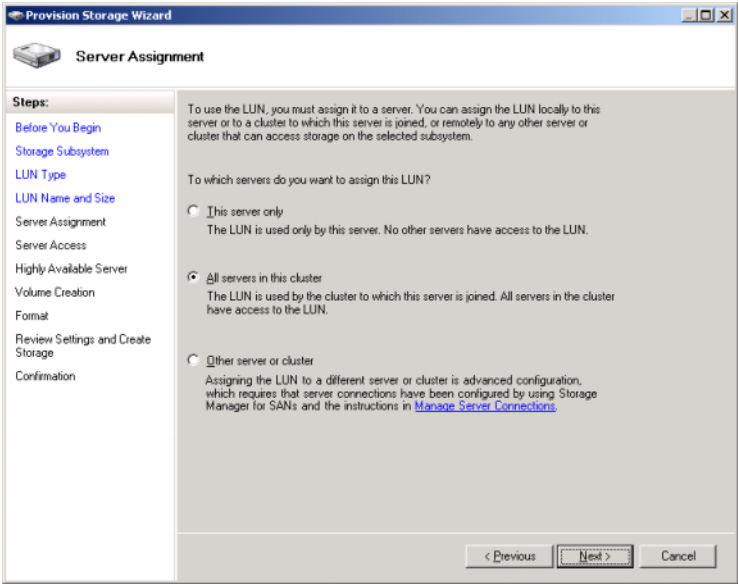 Provision Storage Wizard
Server Assignment
Steps:
Before You Begin
Storage Subsystem
LUN Type
LUN Name and Size
Server Assignment
Server Access
Highly Available Server
Volume Creation
Format
Review Settings and Create
Storage
Confirmation
To use the LUN, you must assign it to a server. You can assign the LUN locally to this
server or to a cluster to which this server is joined, or remotely to any other server or
cluster that can access storage on the selected subsystem.
To which servers do you want to assign this LUN?
This server only
The LUN is used only by this server. No other servers have access to the LUN.
All servers in this cluster
The LUN is used by the cluster to which this server is joined. All servers in the cluster
have access to the LUN.
Other server or cluster
Assigning the LUN to a different server or cluster is advanced configuration,
which requires that server connections have been configured by using Storage
Manager for SANs and the instructions in Manage Server Connections.
< Previous
Next >
Cancel